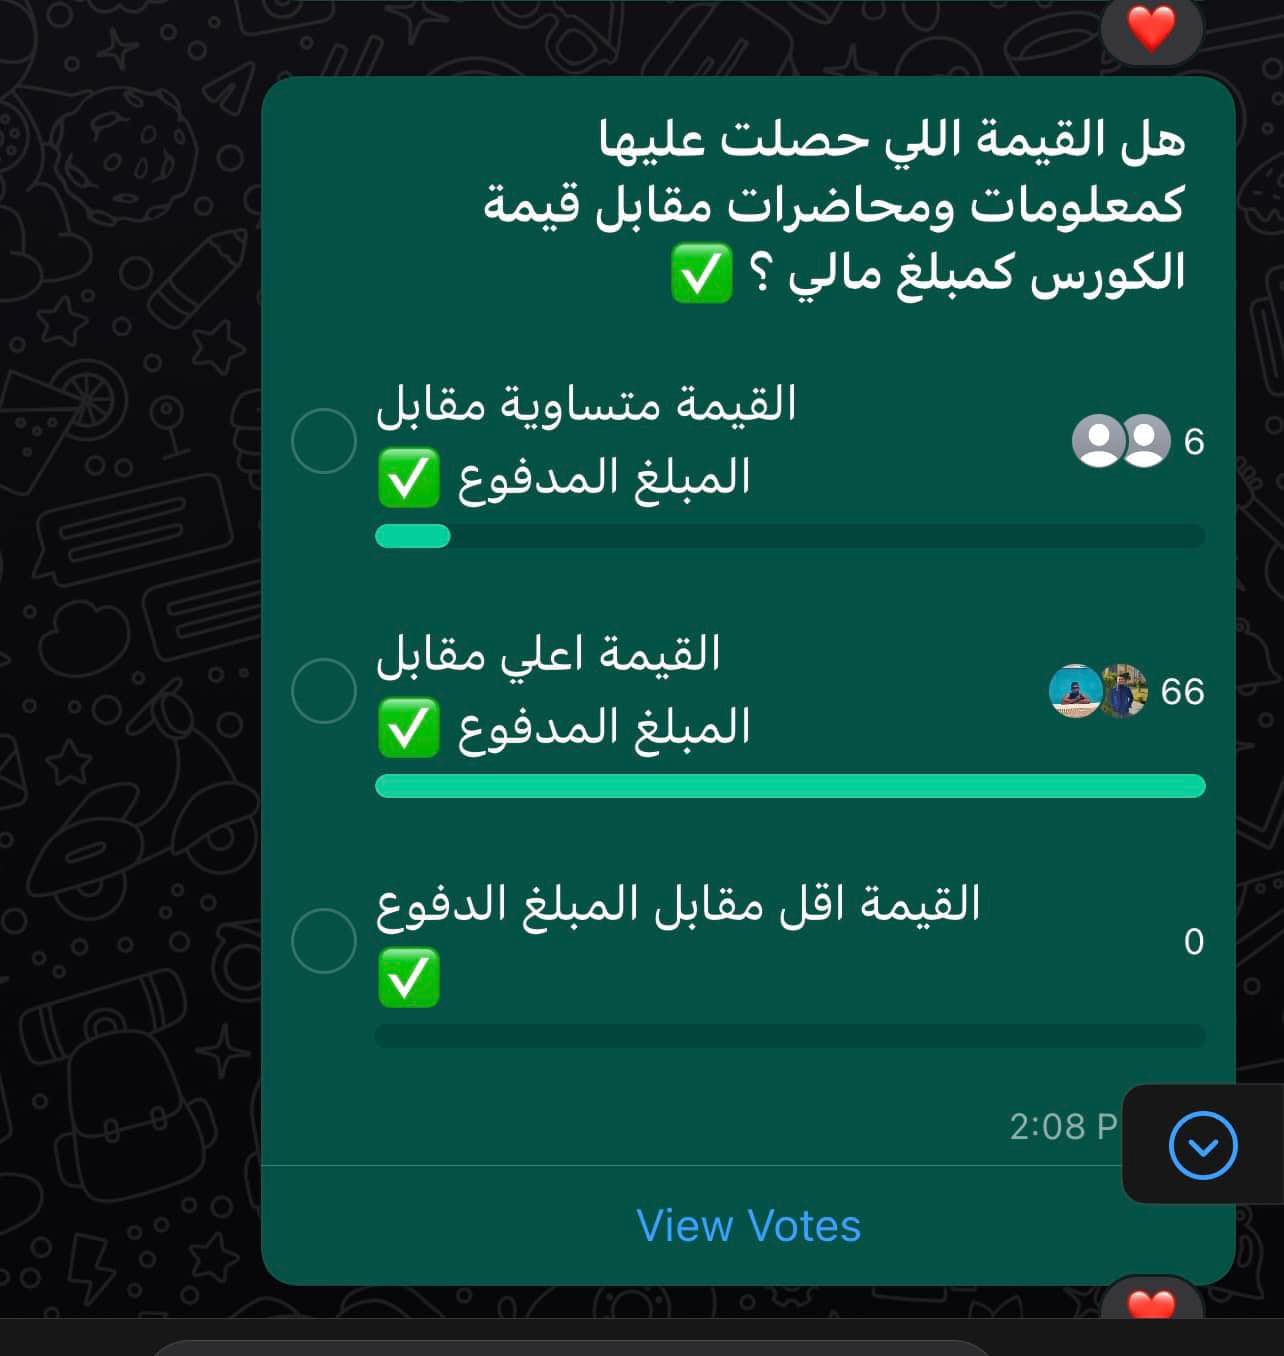 هل القيمة اللي حصلت عليها
كمعلومات ومحاضرات مقابل قيمة
الكورس كمبلغ مالي ؟ ✅
القيمة متساوية مقابل
المبلغ المدفوع ✅
6
القيمة اعلي مقابل
المبلغ المدفوع ✅
66
القيمة اقل مقابل المبلغ الدفوع
✅
0
2:08 P
View Votes